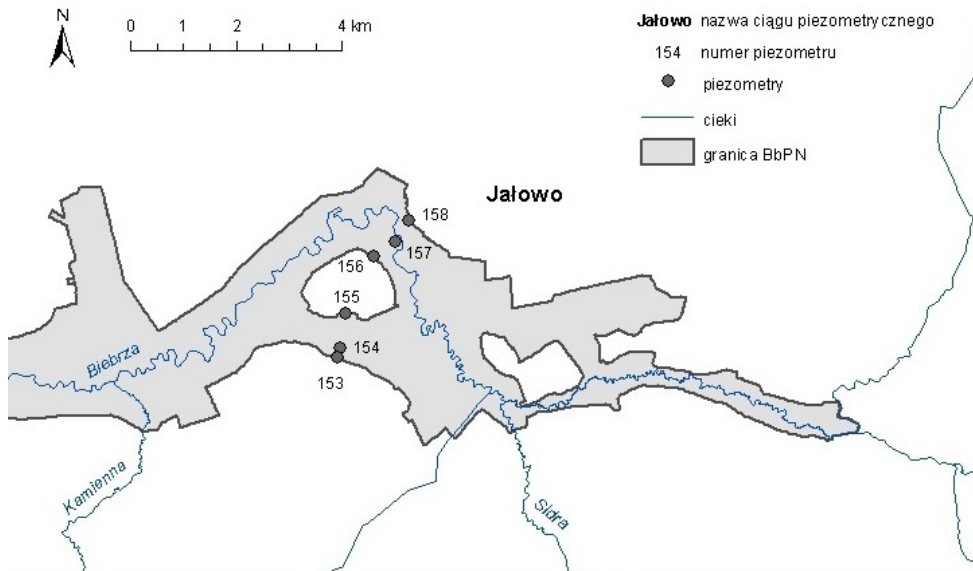 N
0 1 2 4 km
Jałowo nazwa ciągu piezometrycznego
154 numer piezometru
piezometry
cieki
granica BbPN
Jałowo
158
157
156
155
154
153
Biebrza
Kamienna
Sidra